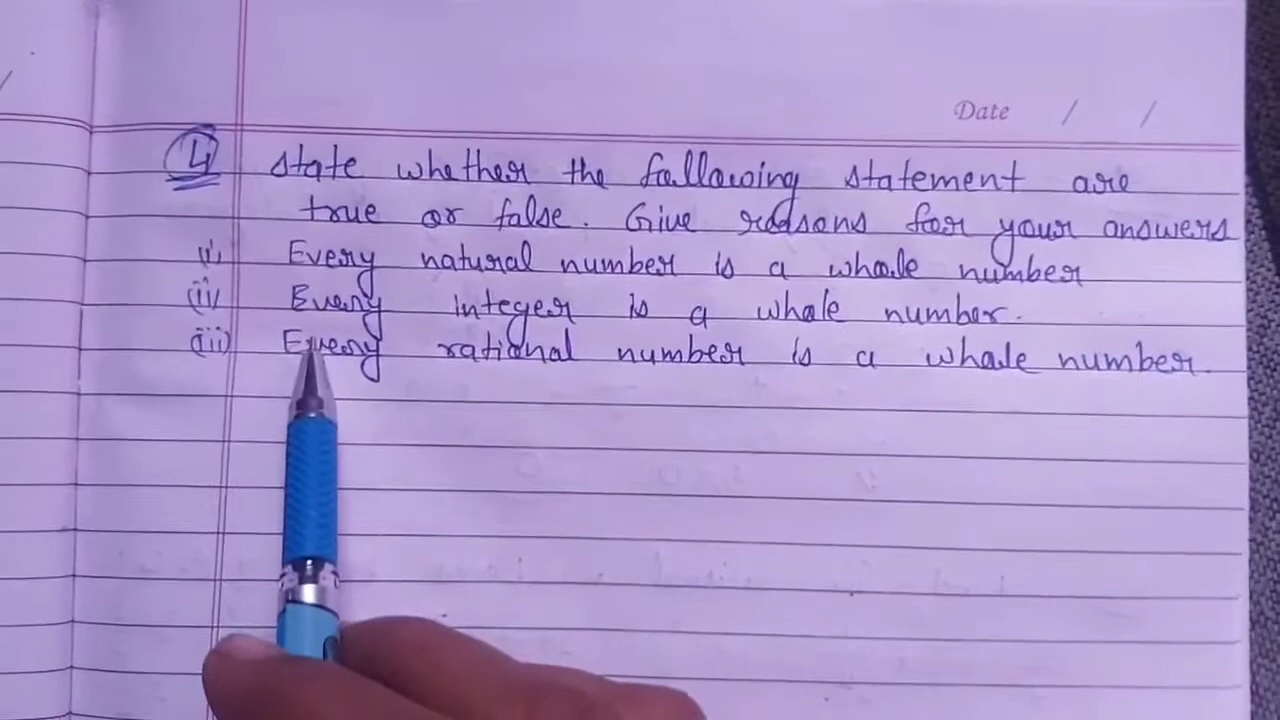 Date / /
4 State whether the following statement are
true or false. Give reasons for your answers
(i) Every natural number is a whole number
(ii) Every integer is a whole number.
(iii) Every rational number is a whole number.